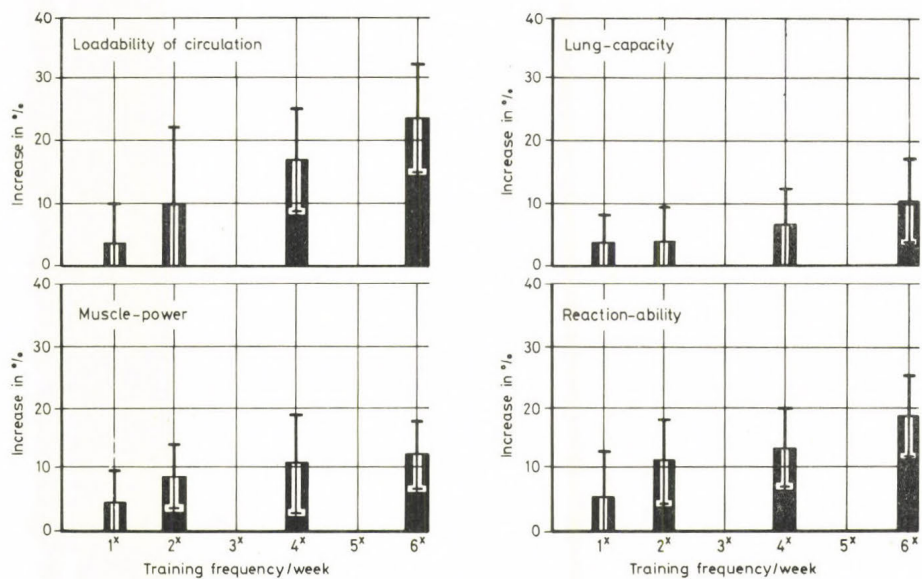 40
Loadability of circulation
30
20
10
0
Increase in %
40
Lung-capacity
30
20
10
0
Increase in %
40
Muscle-power
30
20
10
0
Increase in %
1ˣ 2ˣ 3ˣ 4ˣ 5ˣ 6ˣ
Training frequency/week
40
Reaction-ability
30
20
10
0
Increase in %
1ˣ 2ˣ 3ˣ 4ˣ 5ˣ 6ˣ
Training frequency/week